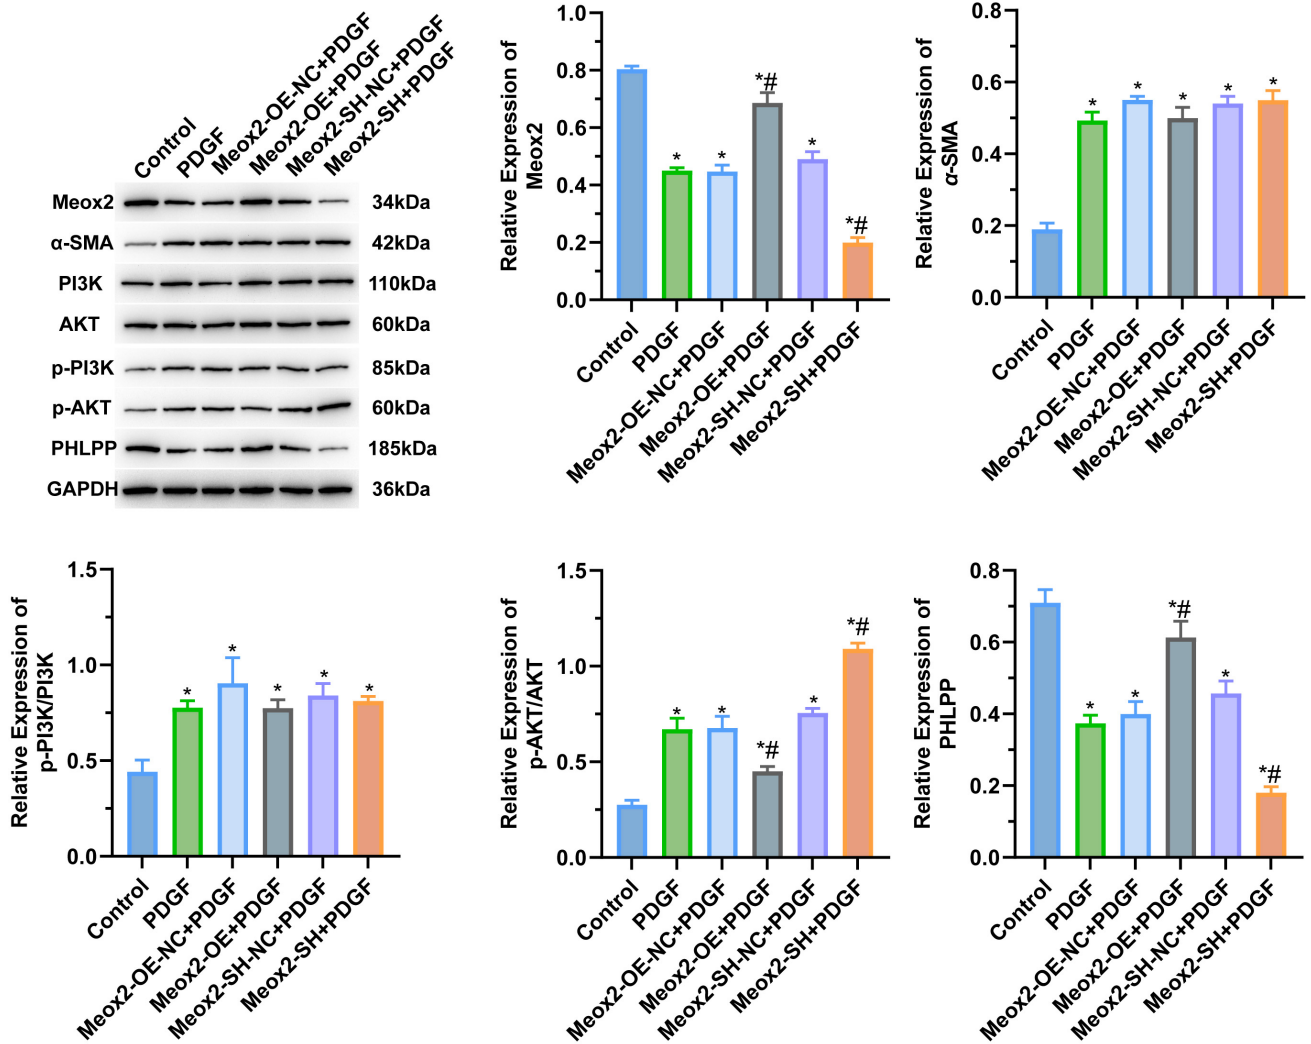 Control
PDGF
Meox2-OE-NC+PDGF
Meox2-OE+PDGF
Meox2-SH-NC+PDGF
Meox2-SH+PDGF
Meox2 34kDa
α-SMA 42kDa
PI3K 110kDa
AKT 60kDa
p-PI3K 85kDa
p-AKT 60kDa
PHLPP 185kDa
GAPDH 36kDa
Relative Expression of
Meox2
1.0
0.8
0.6
0.4
0.2
0.0
*
*
*#
*
*#
Control
PDGF
Meox2-OE-NC+PDGF
Meox2-OE+PDGF
Meox2-SH-NC+PDGF
Meox2-SH+PDGF
Relative Expression of
α-SMA
0.8
0.6
0.4
0.2
0.0
*
*
*
*
*
Control
PDGF
Meox2-OE-NC+PDGF
Meox2-OE+PDGF
Meox2-SH-NC+PDGF
Meox2-SH+PDGF
Relative Expression of
p-PI3K/PI3K
1.5
1.0
0.5
0.0
*
*
*
*
*
Control
PDGF
Meox2-OE-NC+PDGF
Meox2-OE+PDGF
Meox2-SH-NC+PDGF
Meox2-SH+PDGF
Relative Expression of
p-AKT/AKT
1.5
1.0
0.5
0.0
*
*
*#
*
*#
Control
PDGF
Meox2-OE-NC+PDGF
Meox2-OE+PDGF
Meox2-SH-NC+PDGF
Meox2-SH+PDGF
Relative Expression of
PHLPP
0.8
0.6
0.4
0.2
0.0
*
*
*#
*
*#
Control
PDGF
Meox2-OE-NC+PDGF
Meox2-OE+PDGF
Meox2-SH-NC+PDGF
Meox2-SH+PDGF